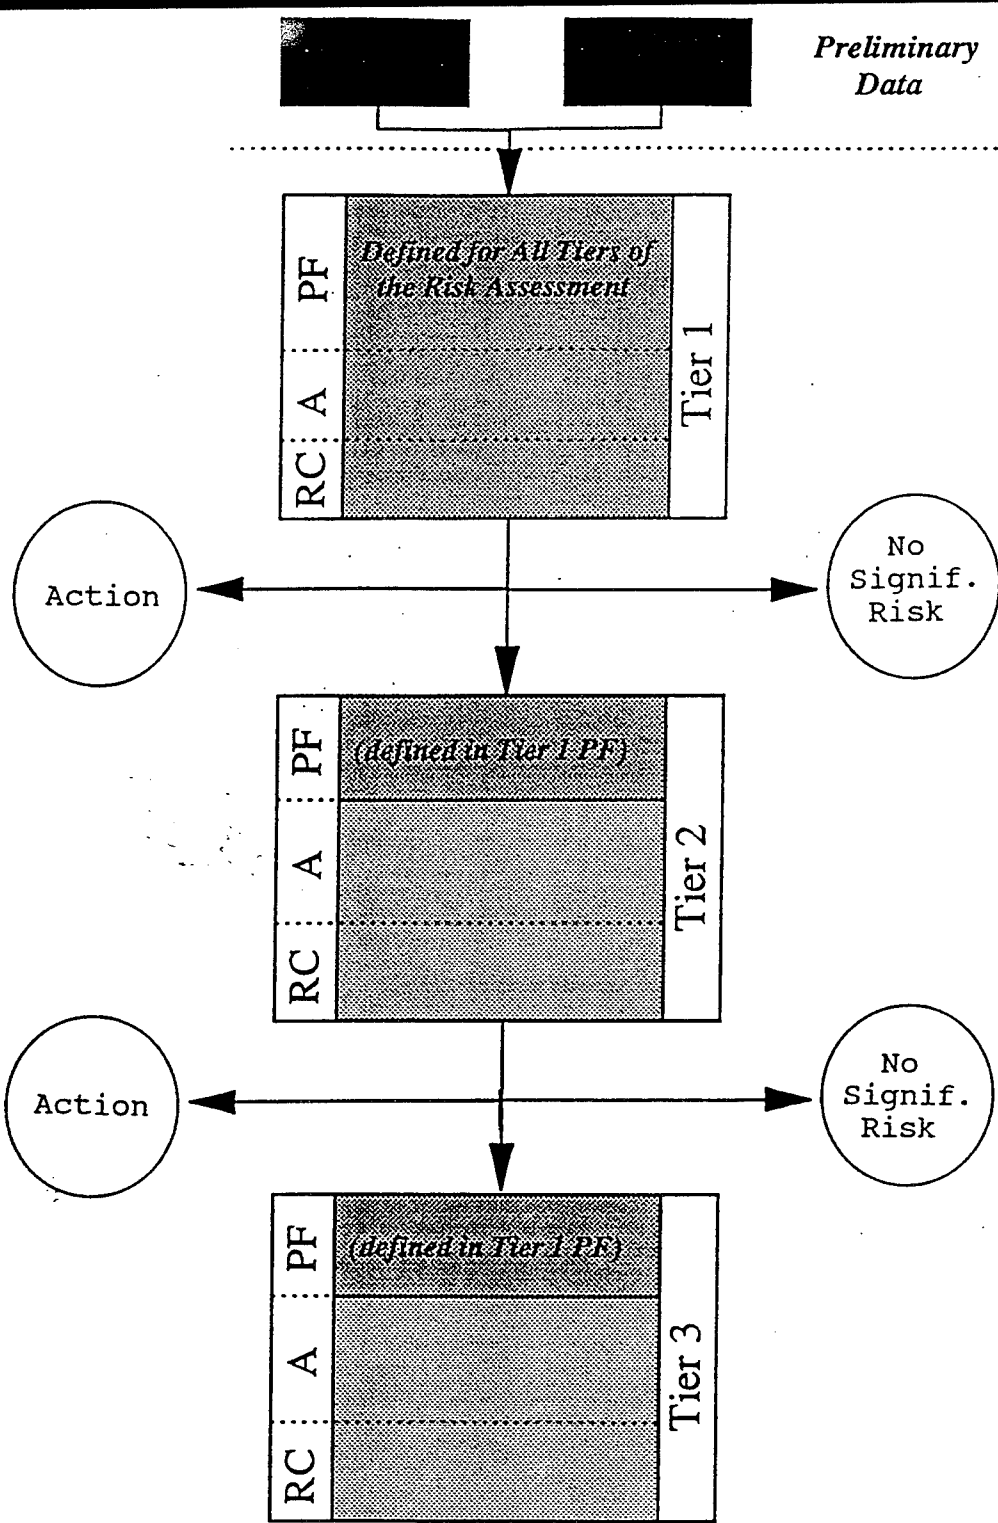 Preliminary
Data
PF
Defined for All Tiers of
the Risk Assessment
A
RC
Tier 1
Action
No
Signif.
Risk
PF
(defined in Tier 1 PF)
A
RC
Tier 2
Action
No
Signif.
Risk
PF
(defined in Tier 1 PF)
A
RC
Tier 3